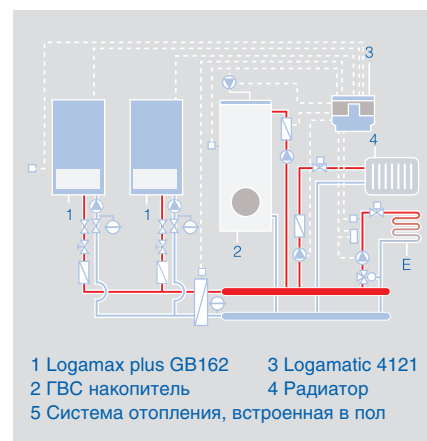 3
4
1
1
2
E
1 Logamax plus GB162
3 Logamatic 4121
2 ГВС накопитель
4 Радиатор
5 Система отопления, встроенная в пол